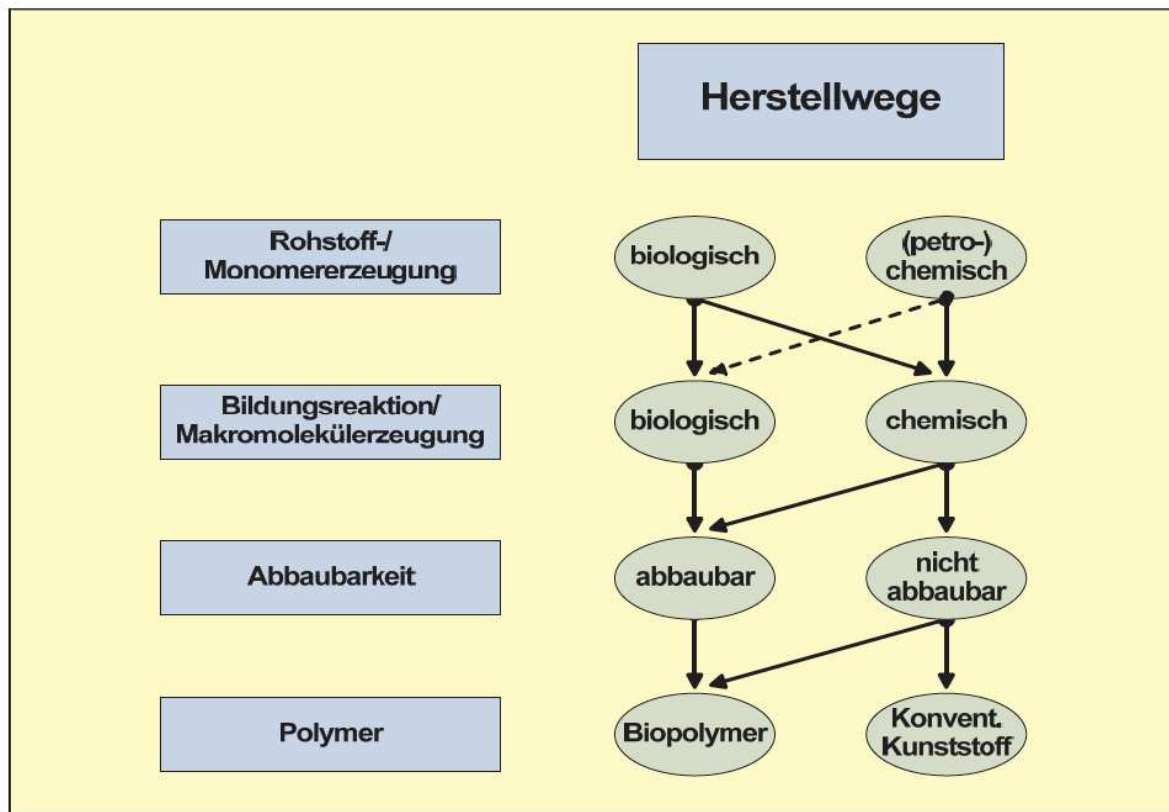 Herstellwege
Rohstoff-/
Monomererzeugung
biologisch
(petro-)
chemisch
Bildungsreaktion/
Makromolekülerzeugung
biologisch
chemisch
Abbaubarkeit
abbaubar
nicht
abbaubar
Polymer
Biopolymer
Konvent.
Kunststoff